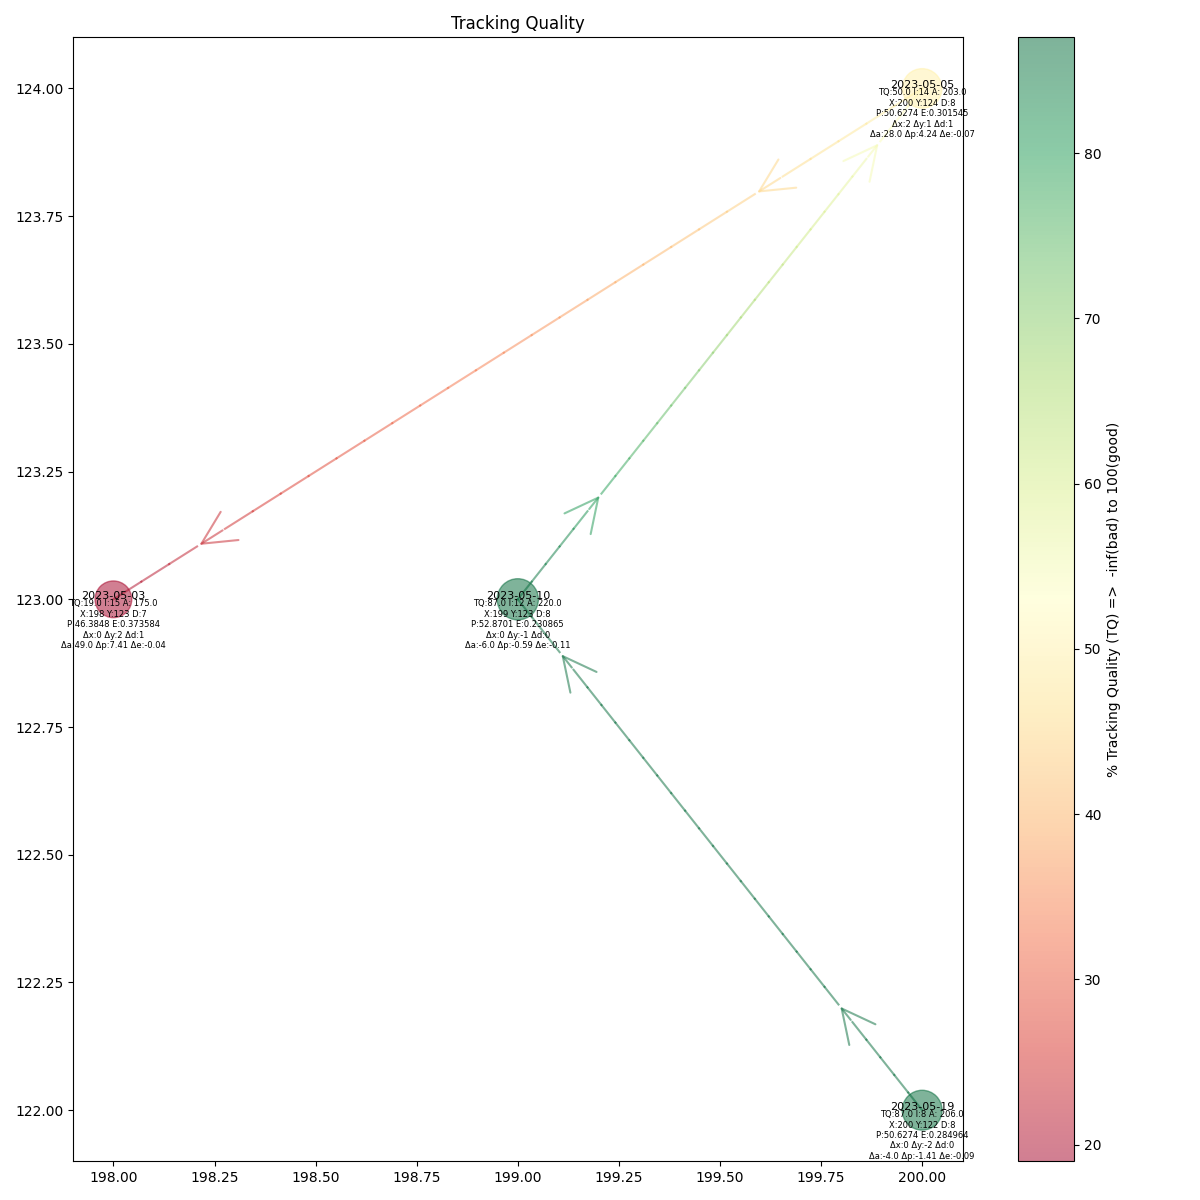 Tracking Quality
124.00
123.75
123.50
123.25
123.00
122.75
122.50
122.25
122.00
2023-05-05
TQ:50.0 I:14 A: 203.0
X:200 Y:124 D:8
P:50.6274 E:0.301545
Δx:2 Δy:1 Δd:1
Δa:28.0 Δp:4.24 Δe:-0.07
2023-05-03
TQ:19.0 I:15 A: 175.0
X:198 Y:123 D:7
P:46.3848 E:0.373584
Δx:0 Δy:2 Δd:1
Δa:49.0 Δp:7.41 Δe:-0.04
2023-05-10
TQ:87.0 I:12 A: 220.0
X:199 Y:123 D:8
P:52.8701 E:0.230865
Δx:0 Δy:-1 Δd:0
Δa:-6.0 Δp:-0.59 Δe:-0.11
2023-05-19
TQ:87.0 I:8 A: 206.0
X:200 Y:122 D:8
P:50.6274 E:0.284964
Δx:0 Δy:-2 Δd:0
Δa:-4.0 Δp:-1.41 Δe:-0.09
198.00 198.25 198.50 198.75 199.00 199.25 199.50 199.75 200.00
80
70
60
50
40
30
20
% Tracking Quality (TQ) => -inf(bad) to 100(good)